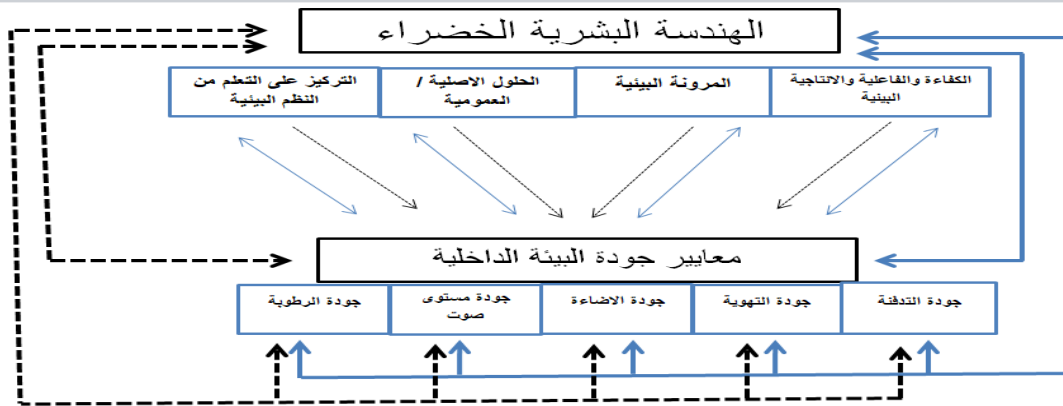 الهندسة البشرية الخضراء
الكفاءة والفاعلية والانتاجية
البيئية
المرونة البيئية
الحلول الاصلية /
العمومية
التركيز على التعلم من
النظم البيئية
معايير جودة البيئة الداخلية
جودة التدفئة
جودة التهوية
جودة الاضاءة
جودة مستوى
صوت
جودة الرطوبة